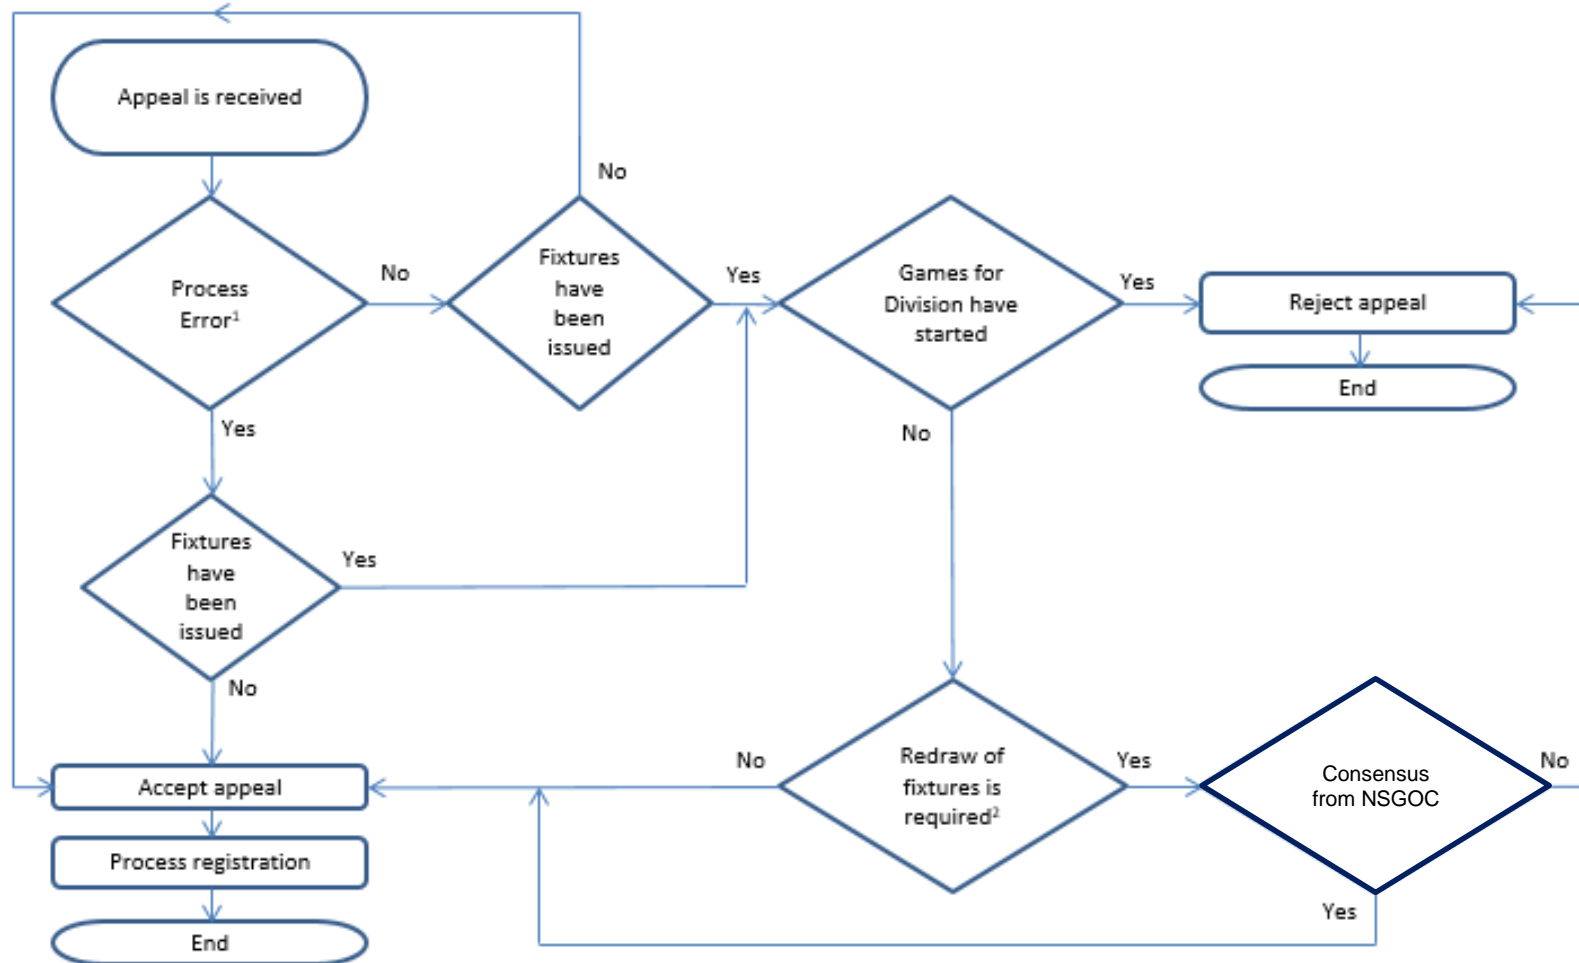 Appeal is received
No
Process
Error¹
No
Fixtures
have
been
issued
Yes
Games for
Division have
started
Yes
Reject appeal
End
Yes
No
Fixtures
have
been
issued
Yes
No
Accept appeal
Process registration
End
No
Redraw of
fixtures is
required²
Yes
Consensus
from NSGOC
No
Yes